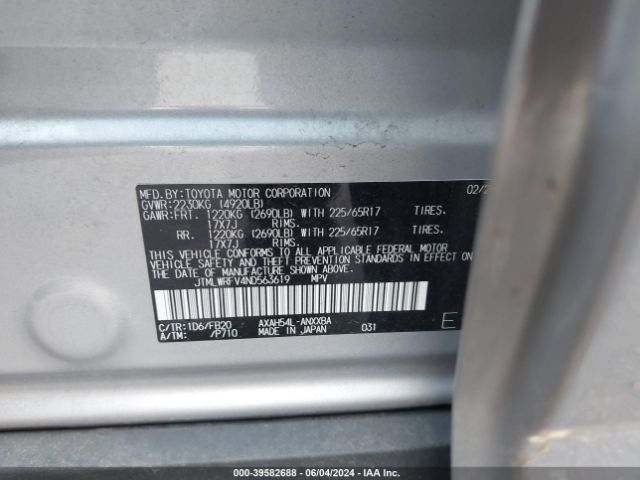 MFD.BY:TOYOTA MOTOR CORPORATION 02/2
GVWR:2230KG (4920LB)
GAWR:FRT. 1220KG (2690LB) WITH 225/65R17 TIRES.
17X7J RIMS.
RR. 1220KG (2690LB) WITH 225/65R17 TIRES.
17X7J RIMS.
THIS VEHICLE CONFORMS TO ALL APPLICABLE FEDERAL MOTOR
VEHICLE SAFETY AND THEFT PREVENTION STANDARDS IN EFFECT
ON THE DATE OF MANUFACTURE SHOWN ABOVE.
JTMLWRFV4ND563619 MPV
C/TR:1D6/FB20 AXAH54L-ANXXBA
A/TM: /P710 MADE IN JAPAN 031 E
000-39582688 - 06/04/2024 - IAA Inc.